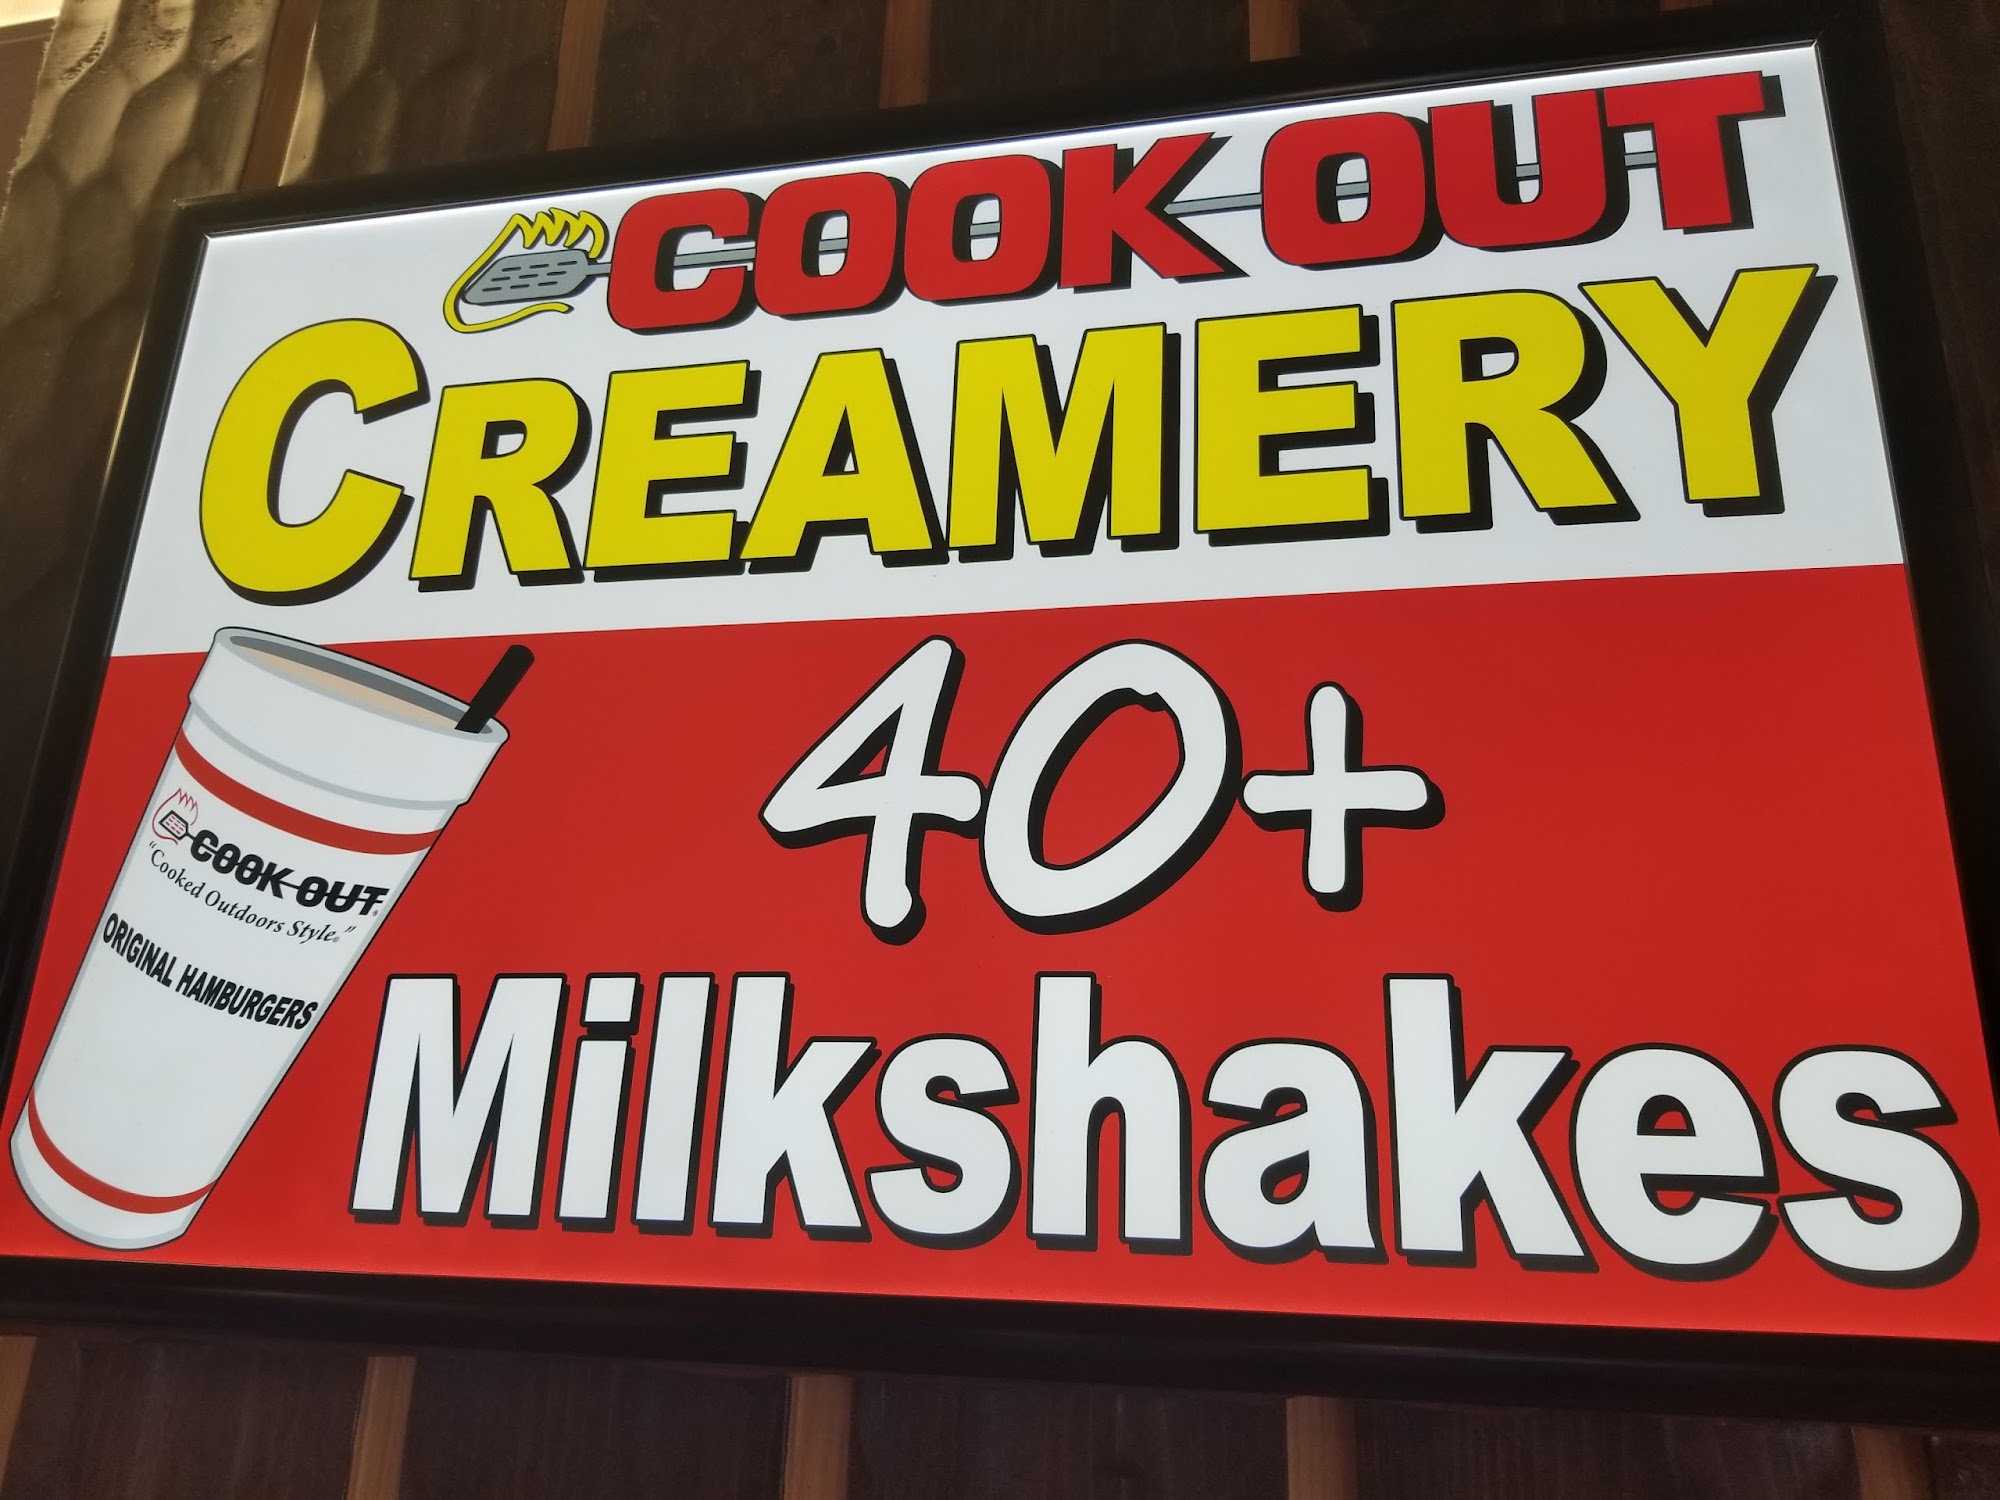 COOK OUT
CREAMERY
40+
Milkshakes
COOK OUT®
"Cooked Outdoors Style®"
ORIGINAL HAMBURGERS